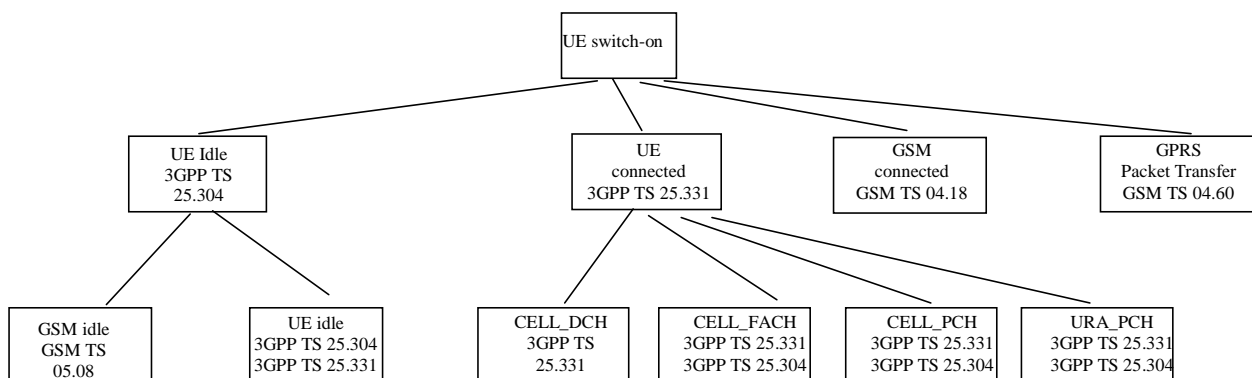 UE switch-on
UE Idle
3GPP TS
25.304
UE
connected
3GPP TS 25.331
GSM
connected
GSM TS 04.18
GPRS
Packet Transfer
GSM TS 04.60
GSM idle
GSM TS
05.08
UE idle
3GPP TS 25.304
3GPP TS 25.331
CELL_DCH
3GPP TS
25.331
CELL_FACH
3GPP TS 25.331
3GPP TS 25.304
CELL_PCH
3GPP TS 25.331
3GPP TS 25.304
URA_PCH
3GPP TS 25.331
3GPP TS 25.304